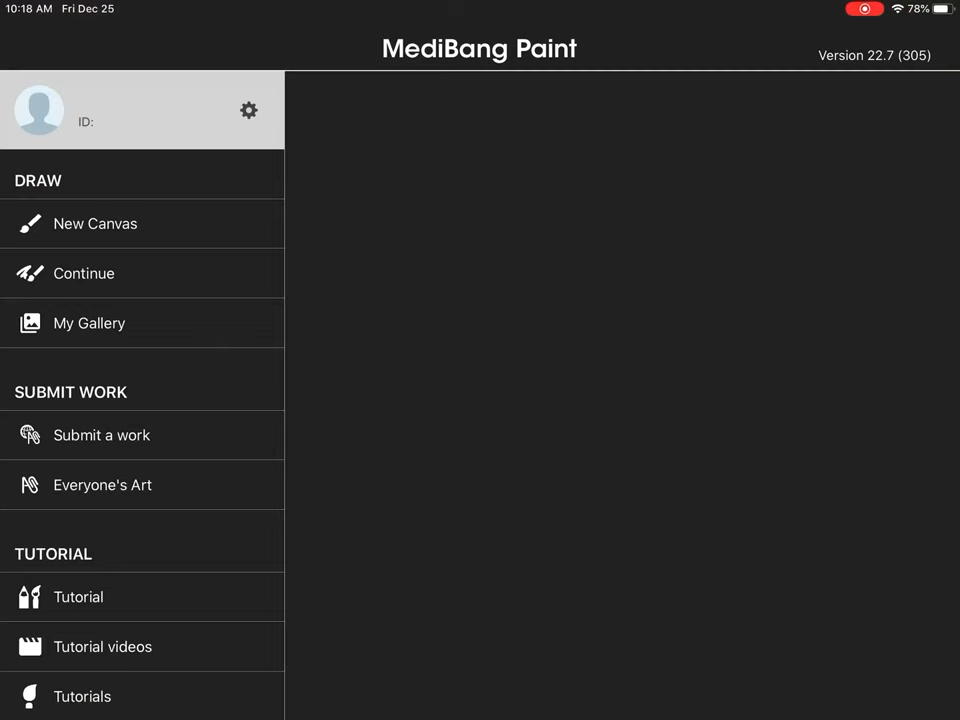 10:18 AM Fri Dec 25
78%
MediBang Paint
Version 22.7 (305)
ID:
DRAW
New Canvas
Continue
My Gallery
SUBMIT WORK
Submit a work
Everyone's Art
TUTORIAL
Tutorial
Tutorial videos
Tutorials